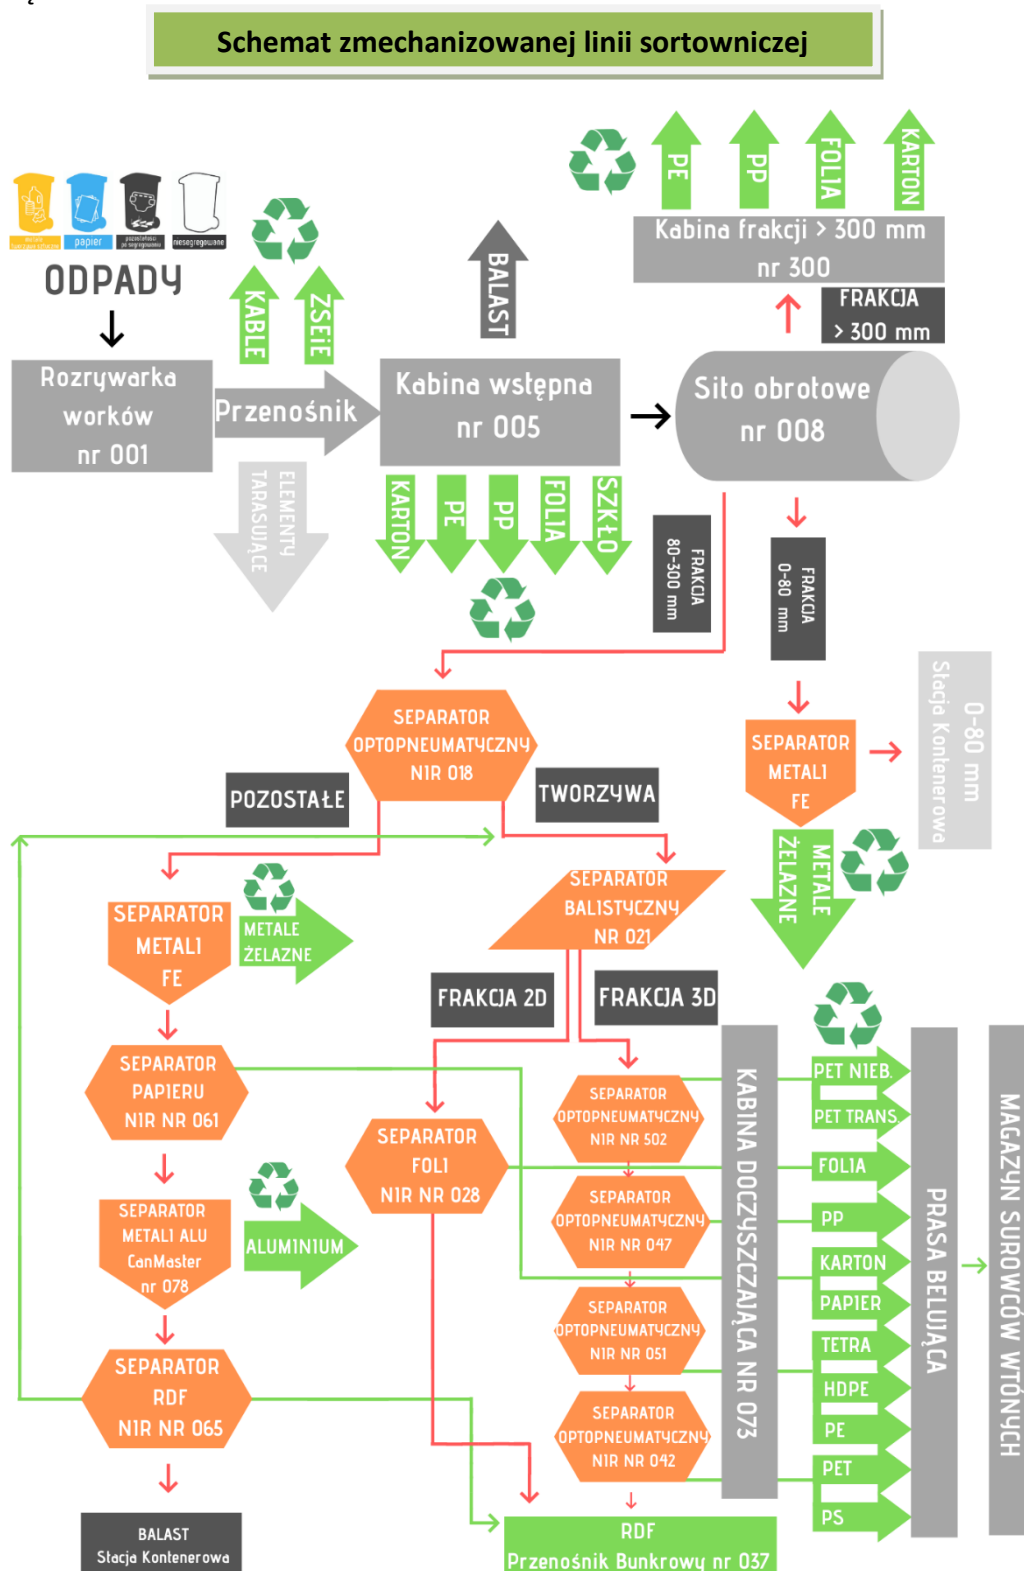 Schemat zmechanizowanej linii sortowniczej
PE
PP
FOLIA
KARTON
papier
pozostałości
po segregowaniu
niesegregowane
ODPADY
KABLE
ZSEiE
BALAST
Kabina frakcji > 300 mm
nr 300
FRAKCJA
> 300 mm
Rozrywarka
worków
nr 001
Przenośnik
Kabina wstępna
nr 005
Sito obrotowe
nr 008
ELEMENTY
TARASUJĄCE
KARTON
PE
PP
FOLIA
SZKŁO
FRAKCJA
80-300 mm
FRAKCJA
0-80 mm
0-80 mm
Stacja Kontenerowa
SEPARATOR
OPTOPNEUMATYCZNY
NIR 018
SEPARATOR
METALI
FE
POZOSTAŁE
TWORZYWA
METALE
ŻELAZNE
SEPARATOR
BALISTYCZNY
NR 021
SEPARATOR
METALI
FE
METALE
ŻELAZNE
FRAKCJA 2D
FRAKCJA 3D
SEPARATOR
PAPIERU
NIR NR 061
SEPARATOR
FOLI
NIR NR 028
SEPARATOR
OPTOPNEUMATYCZNY
NIR NR 502
SEPARATOR
OPTOPNEUMATYCZNY
NIR NR 047
SEPARATOR
OPTOPNEUMATYCZNY
NIR NR 051
SEPARATOR
OPTOPNEUMATYCZNY
NIR NR 042
KABINA DOCZYSZCZAJĄCA NR 073
PET NIEB.
PET TRANS.
FOLIA
PP
KARTON
PAPIER
TETRA
HDPE
PE
PET
PS
PRASA BELUJĄCA
MAGAZYN SUROWCÓW WTÓNYCH
SEPARATOR
METALI ALU
CanMaster
nr 078
ALUMINIUM
SEPARATOR
RDF
NIR NR 065
BALAST
Stacja Kontenerowa
RDF
Przenośnik Bunkrowy nr 037